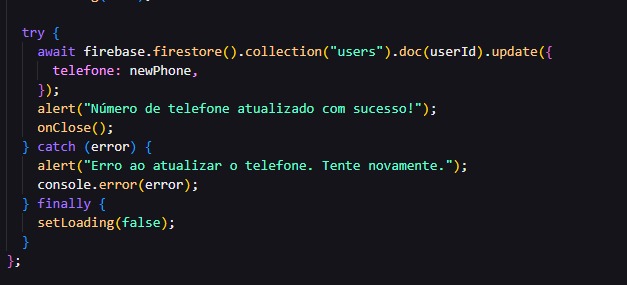 try {
await firebase.firestore().collection("users").doc(userId).update({
telefone: newPhone,
});
alert("Número de telefone atualizado com sucesso!");
onClose();
} catch (error) {
alert("Erro ao atualizar o telefone. Tente novamente.");
console.error(error);
} finally {
setLoading(false);
}
};